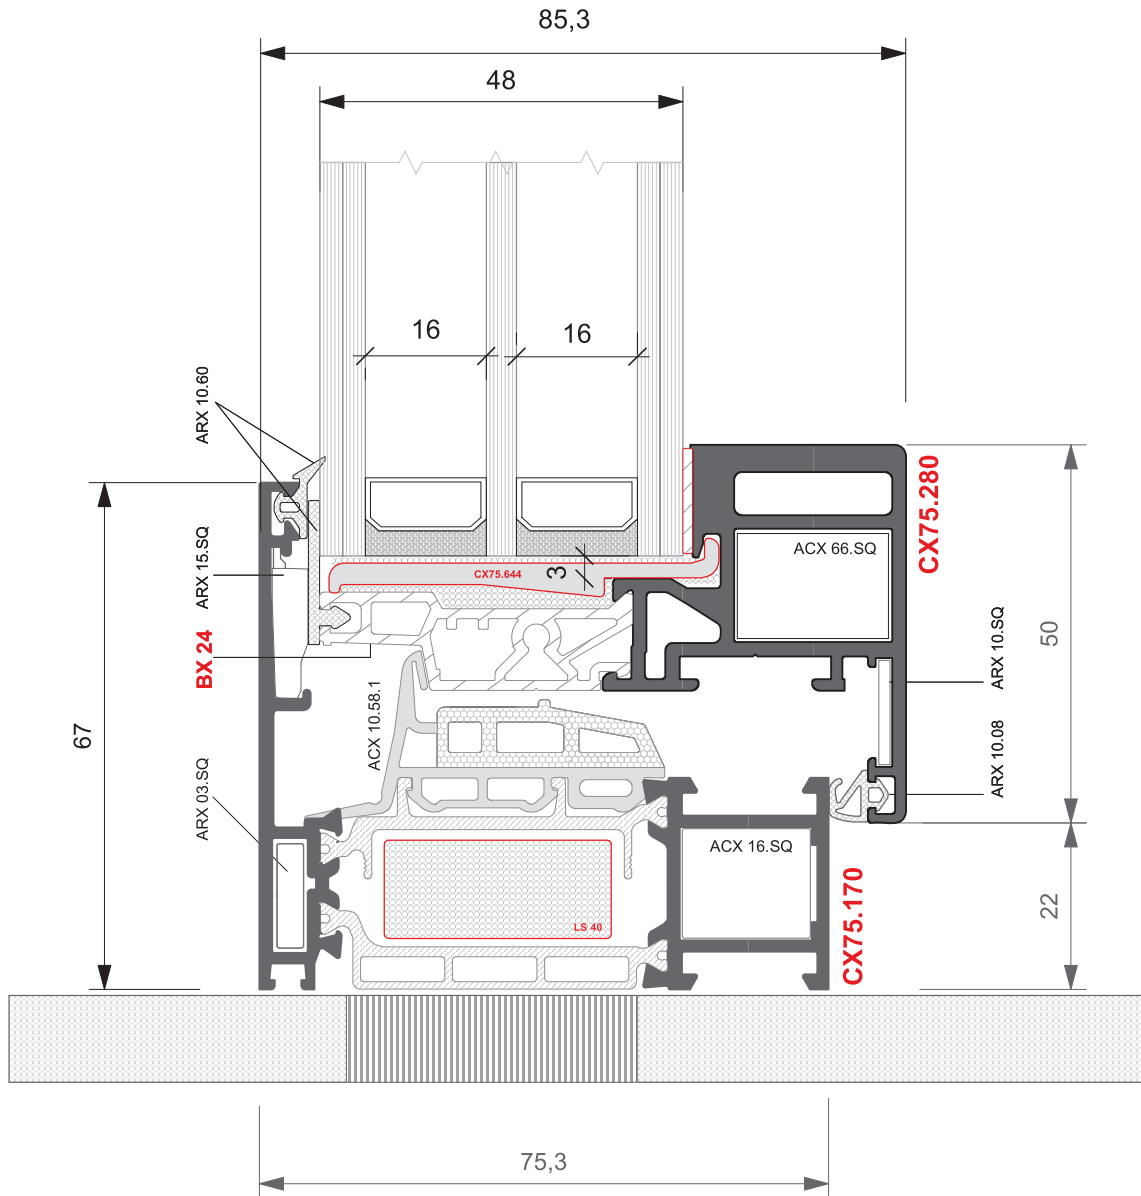 85,3
48
16
16
ARX 10.60
CX75.280
ARX 15.SQ
ACX 66.SQ
3
CX75.644
BX 24
50
ARX 10.SQ
ACX 10.58.1
67
ARX 03.SQ
ARX 10.08
ACX 16.SQ
22
CX75.170
LS 40
75,3